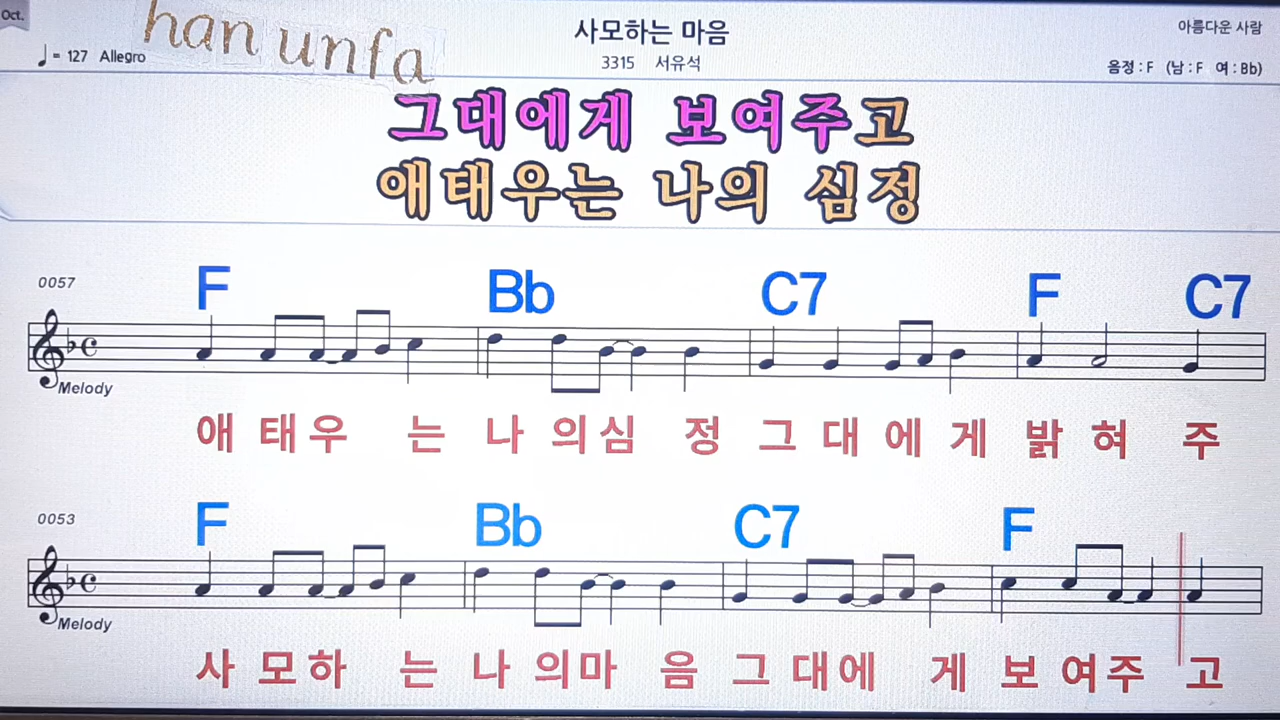 Oct.
han unfa
사모하는 마음
아름다운 사람
♩= 127 Allegro
3315 서유석
음정 : F (남 : F 여 : Bb)
그대에게 보여주고
애태우는 나의 심정
0057
F Bb C7 F C7
Melody
애 태우 는 나 의심 정 그 대 에 게 밝 혀 주
0053
F Bb C7 F
Melody
사 모하 는 나 의마 음 그 대에 게 보 여주 고